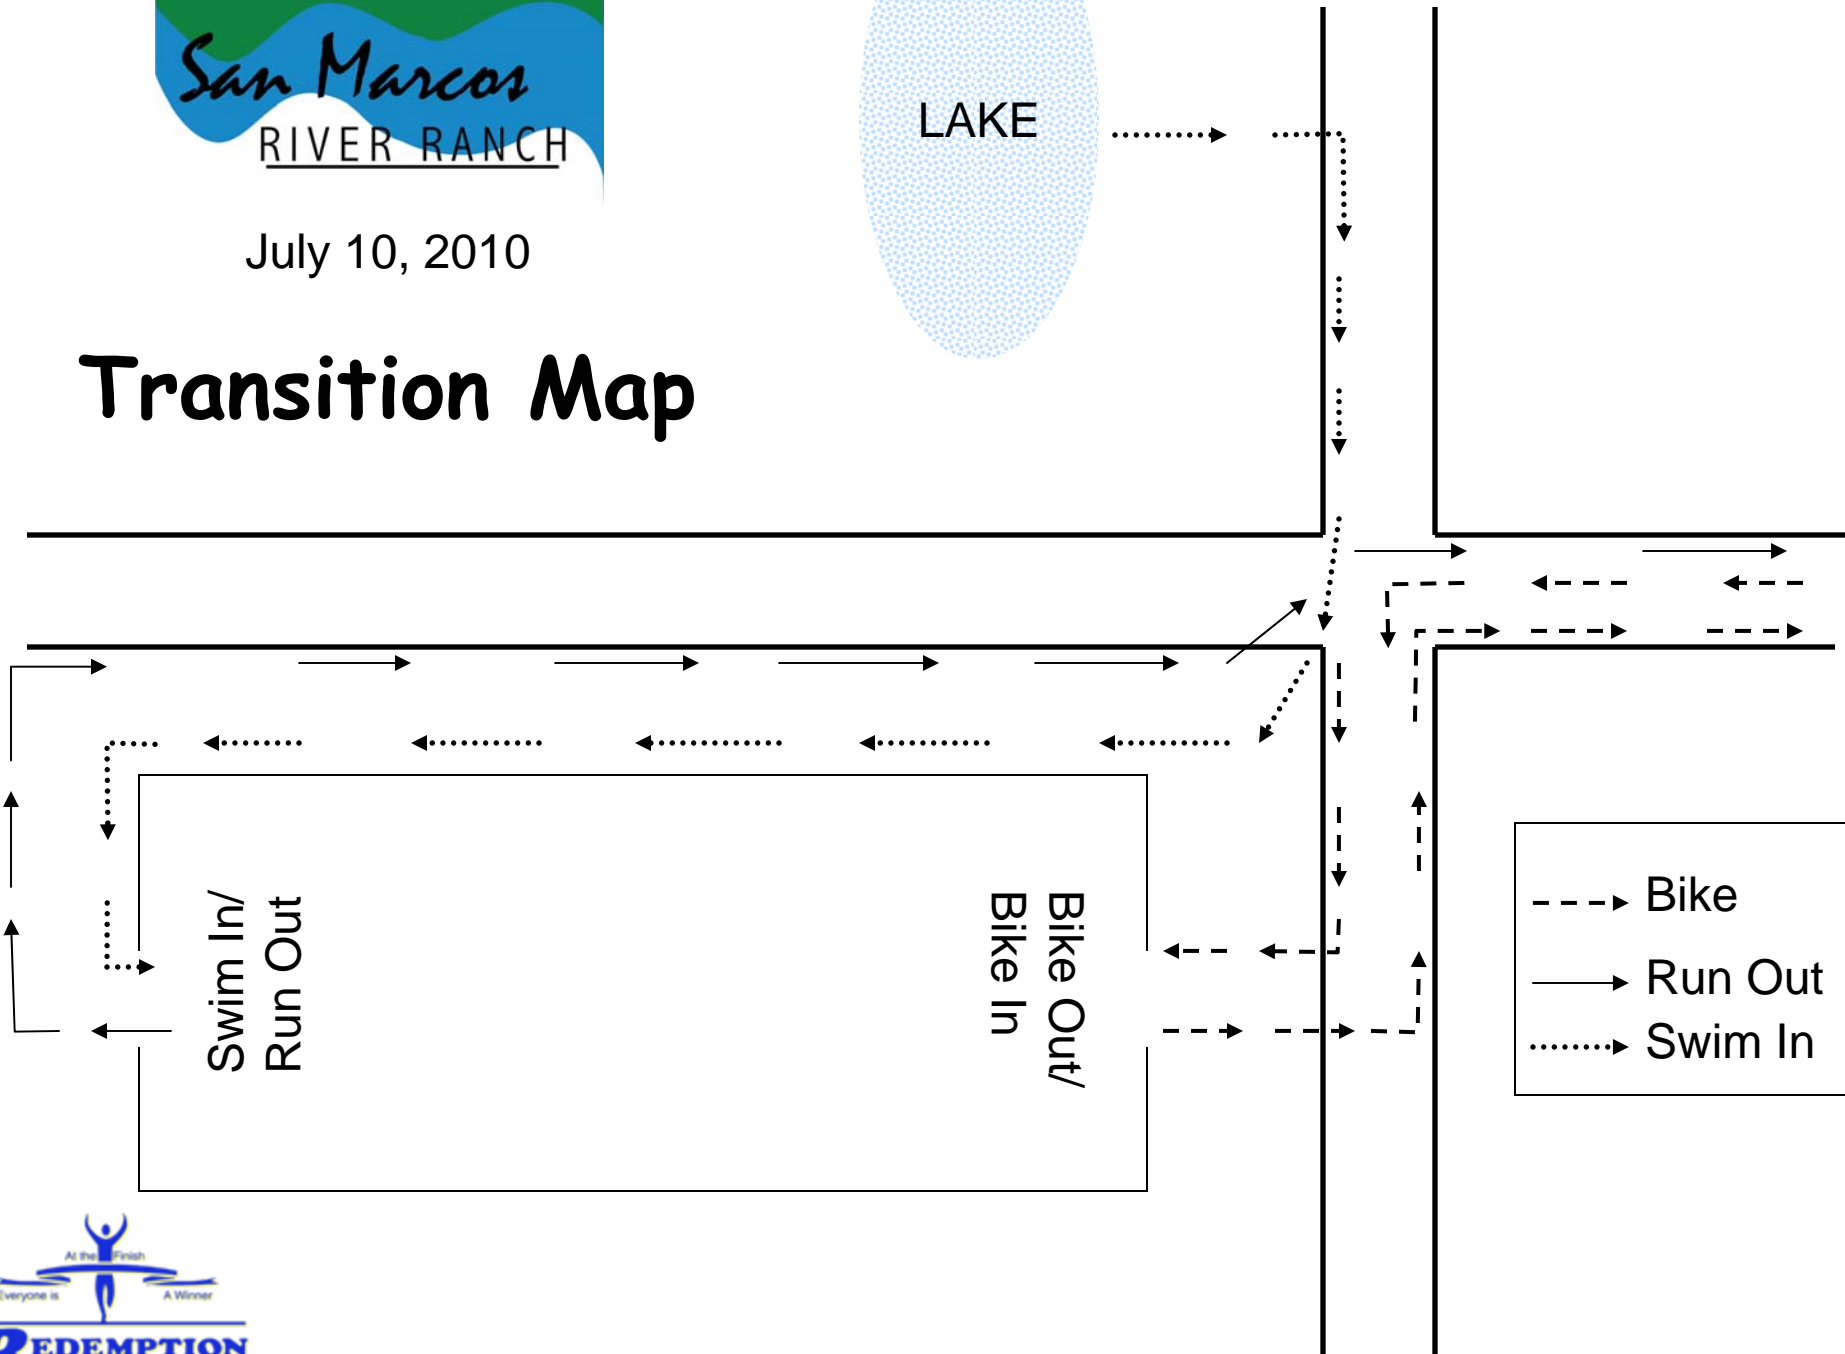 San Marcos
RIVER RANCH
July 10, 2010
Transition Map
LAKE
Swim In/
Run Out
Bike Out/
Bike In
Bike
Run Out
Swim In
At the Finish
Everyone is A Winner
REDEMPTION